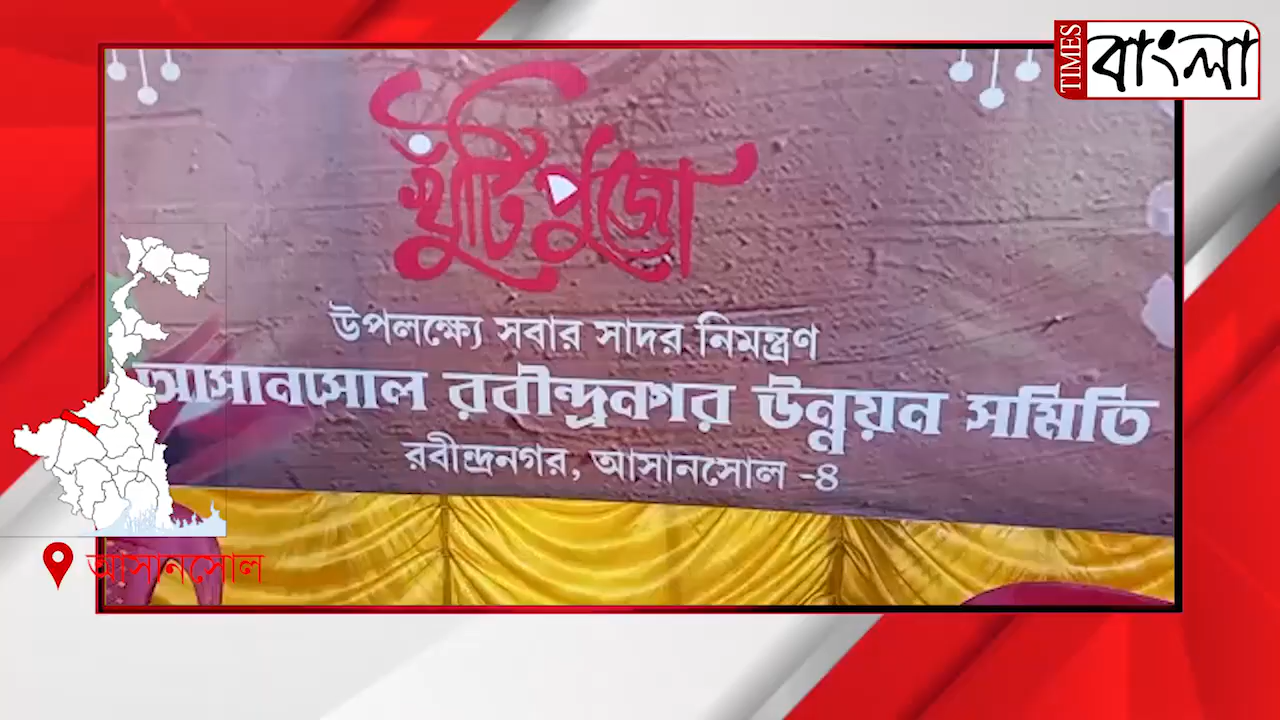 TIMES বাংলা
খুঁটিপুজো
উপলক্ষ্যে সবার সাদর নিমন্ত্রণ
আসানসোল রবীন্দ্রনগর উন্নয়ন সমিতি
রবীন্দ্রনগর, আসানসোল -৪
আসানসোল